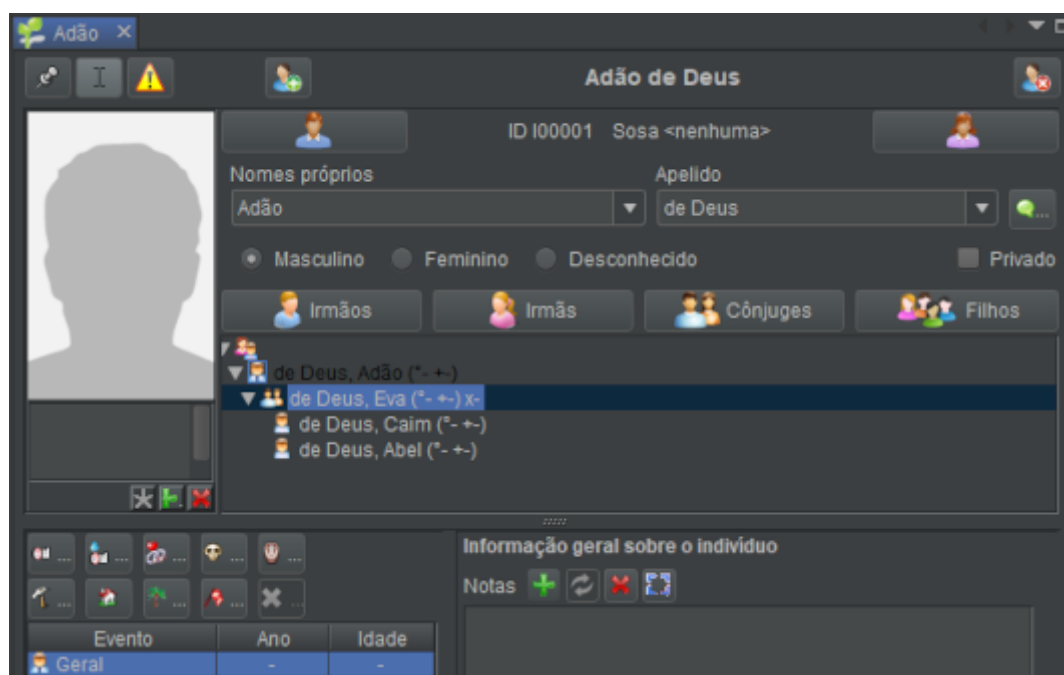 Adão
Adão de Deus
ID I00001 Sosa <nenhuma>
Nomes próprios Apelido
Adão de Deus ...
Masculino Feminino Desconhecido Privado
Irmãos Irmãs Cônjuges Filhos
de Deus, Adão (°- +-)
de Deus, Eva (°- +-) x-
de Deus, Caim (°- +-)
de Deus, Abel (°- +-)
Informação geral sobre o indivíduo
... ... ... ... ...
Notas
... ... ... ...
Evento Ano Idade
Geral - -